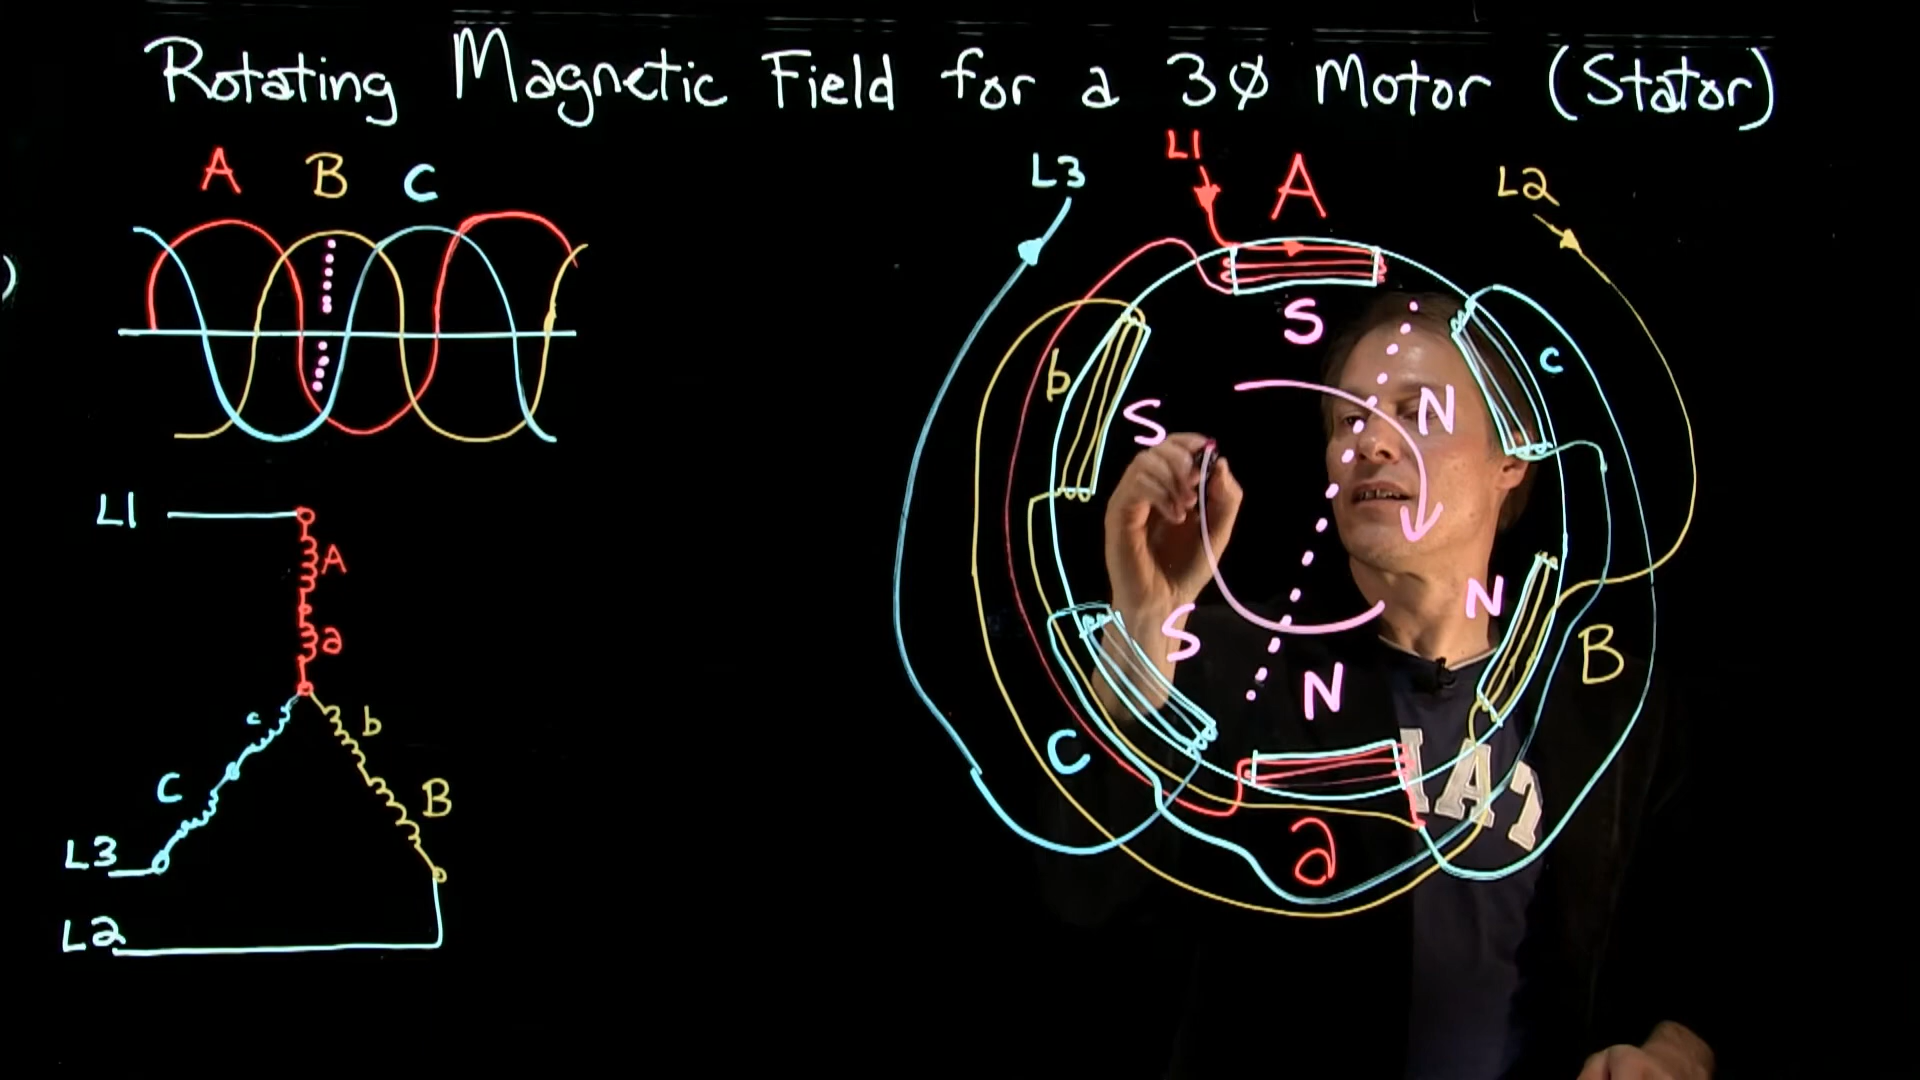 Rotating Magnetic Field for a 3Ø Motor (Stator)
)
A B C
L1
A
a
c
b
C
B
L3
L2
L3
L1
A
L2
S
c
b
S
N
S
N
B
N
C
a